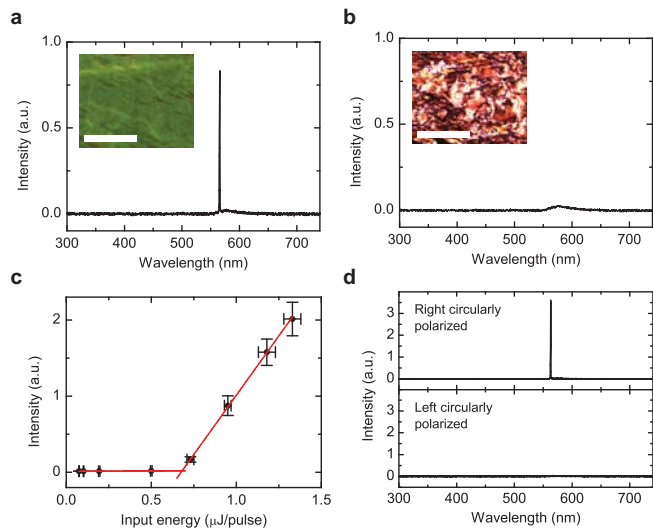 a
1.0
0.5
0.0
Intensity (a.u.)
300 400 500 600 700
Wavelength (nm)
b
1.0
0.5
0.0
Intensity (a.u.)
300 400 500 600 700
Wavelength (nm)
c
2
1
0
Intensity (a.u.)
0.0 0.5 1.0 1.5
Input energy (μJ/pulse)
d
Right circularly
polarized
3
2
1
0
Left circularly
polarized
3
2
1
0
Intensity (a.u.)
300 400 500 600 700
Wavelength (nm)